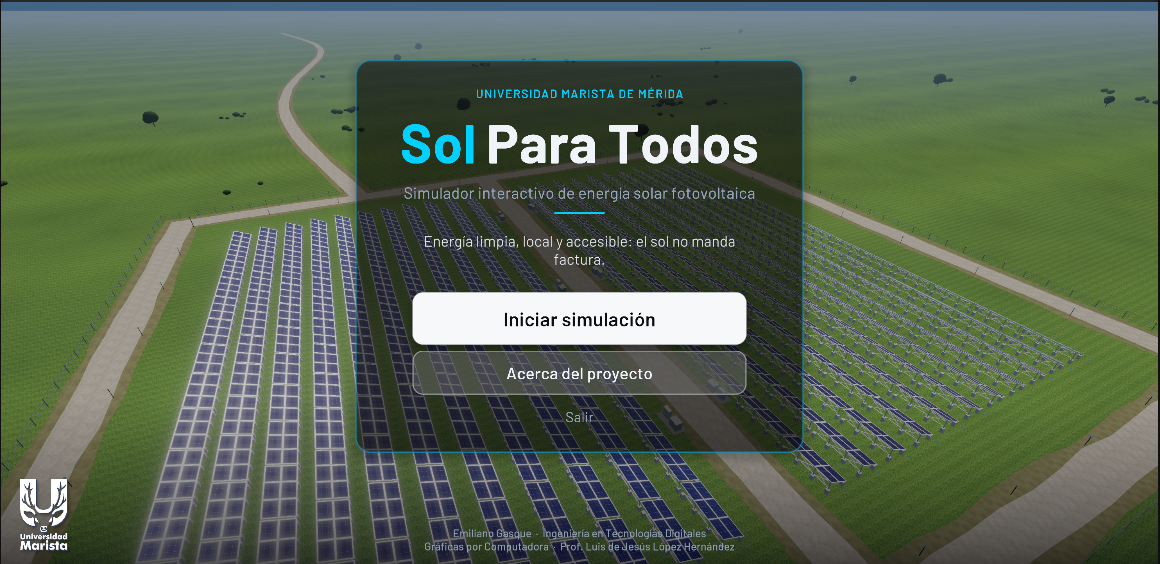 UNIVERSIDAD MARISTA DE MÉRIDA
Sol Para Todos
Simulador interactivo de energía solar fotovoltaica
Energía limpia, local y accesible: el sol no manda
factura.
Iniciar simulación
Acerca del proyecto
Salir
Universidad
Marista
Emiliano Gasque · Ingeniería en Tecnologías Digitales
Gráficas por Computadora · Prof. Luis de Jesús López Hernández